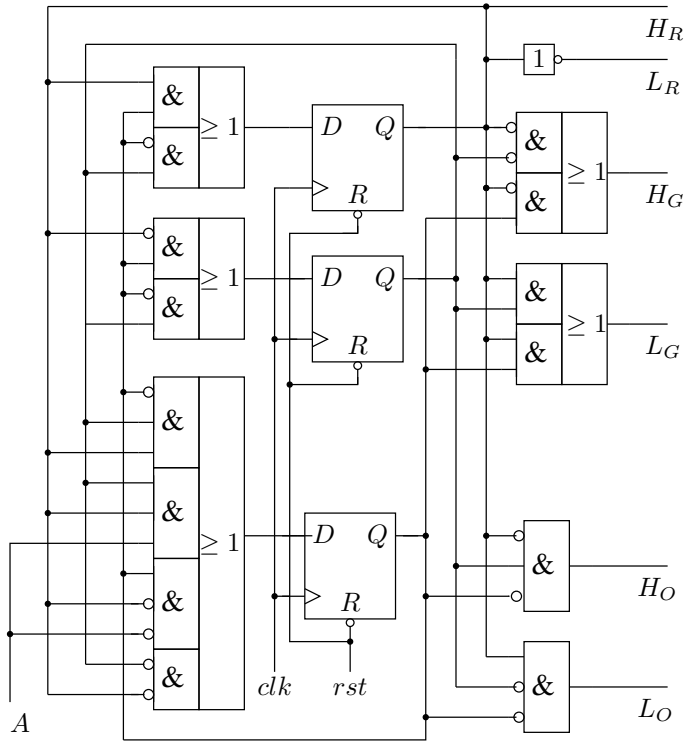 H_R
1
L_R
& ≥ 1 D Q & ≥ 1
& R &
H_G
& ≥ 1 D Q & ≥ 1
& R &
L_G
&
&
≥ 1 D Q
& R &
H_O
&
&
A clk rst L_O